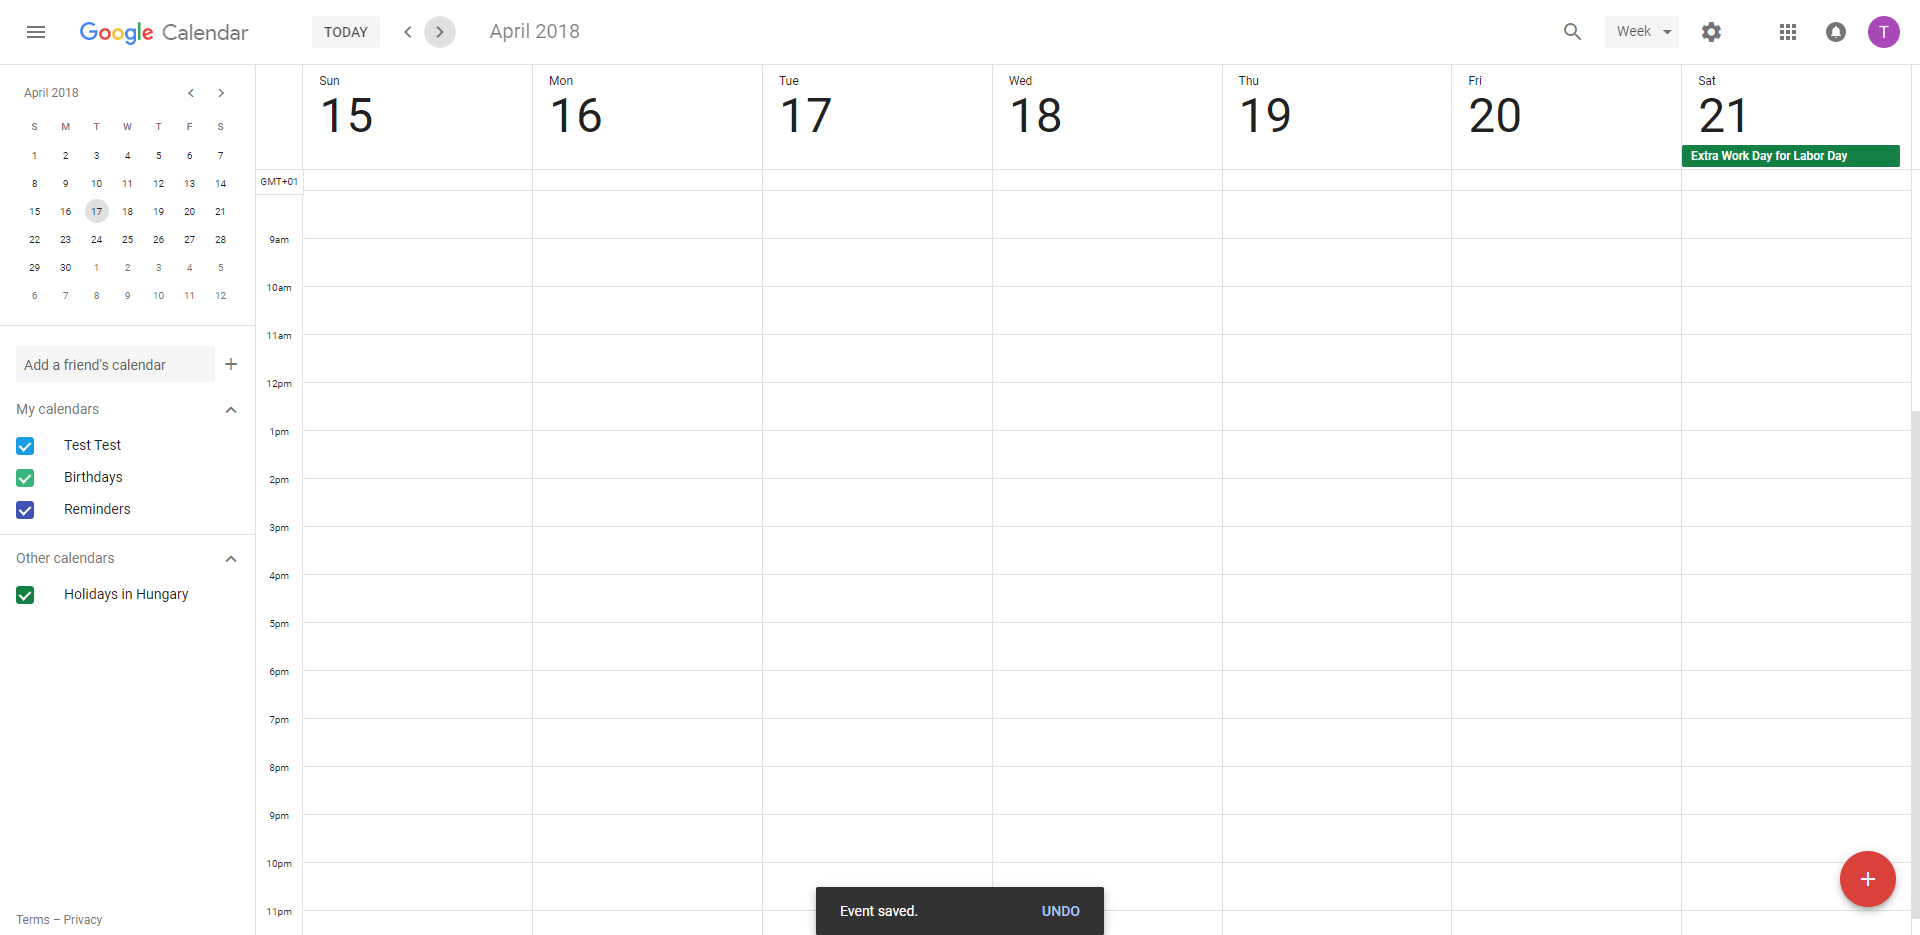 Google Calendar
TODAY
April 2018
Week
T
April 2018
S M T W T F S
1 2 3 4 5 6 7
8 9 10 11 12 13 14
15 16 17 18 19 20 21
22 23 24 25 26 27 28
29 30 1 2 3 4 5
6 7 8 9 10 11 12
Add a friend's calendar
My calendars
Test Test
Birthdays
Reminders
Other calendars
Holidays in Hungary
Terms – Privacy
Sun Mon Tue Wed Thu Fri Sat
15 16 17 18 19 20 21
Extra Work Day for Labor Day
GMT+01
9am
10am
11am
12pm
1pm
2pm
3pm
4pm
5pm
6pm
7pm
8pm
9pm
10pm
11pm
Event saved. UNDO